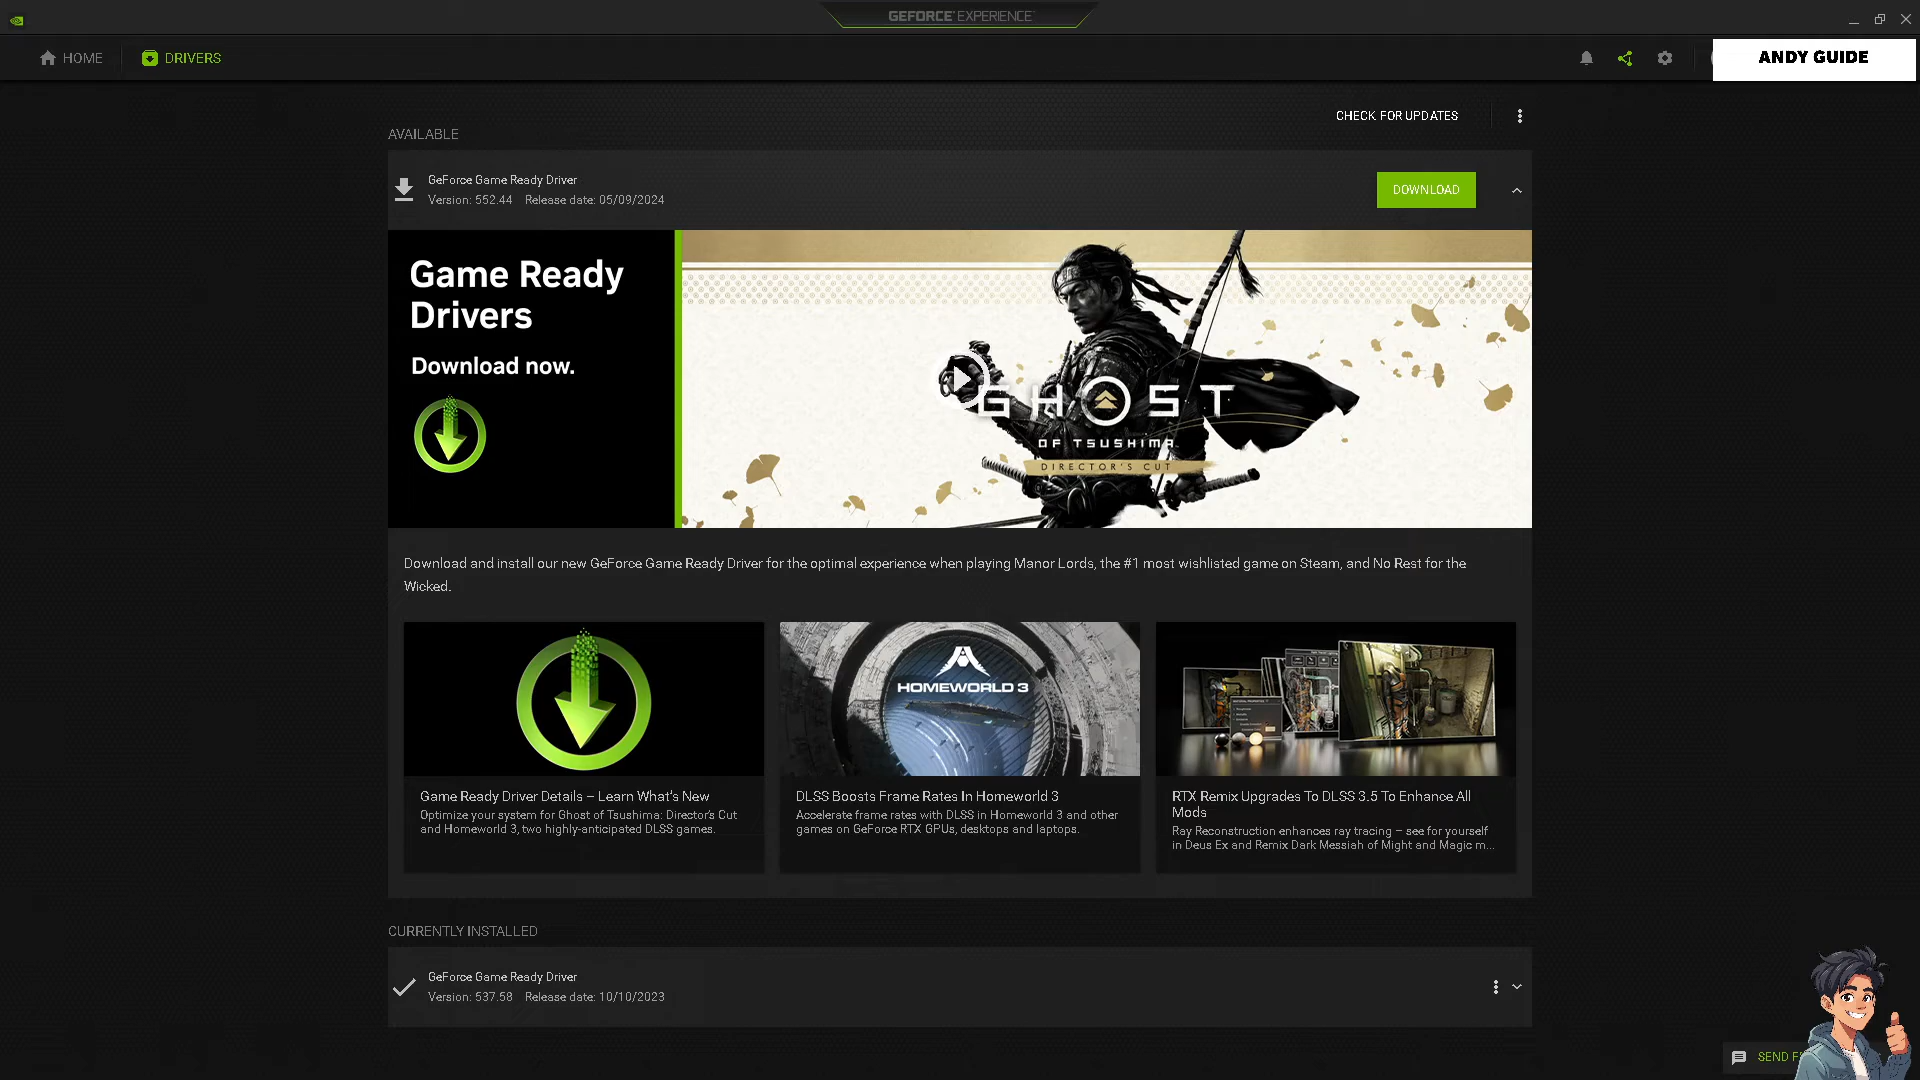 GEFORCE EXPERIENCE
HOME
DRIVERS
ANDY GUIDE
CHECK FOR UPDATES
AVAILABLE
GeForce Game Ready Driver
Version: 552.44 Release date: 05/09/2024
DOWNLOAD
Game Ready
Drivers
Download now.
GHOST
OF TSUSHIMA
DIRECTOR'S CUT
Download and install our new GeForce Game Ready Driver for the optimal experience when playing Manor Lords, the #1 most wishlisted game on Steam, and No Rest for the
Wicked.
HOMEWORLD 3
Game Ready Driver Details – Learn What's New
Optimize your system for Ghost of Tsushima: Director's Cut
and Homeworld 3, two highly-anticipated DLSS games.
DLSS Boosts Frame Rates In Homeworld 3
Accelerate frame rates with DLSS in Homeworld 3 and other
games on GeForce RTX GPUs, desktops and laptops.
RTX Remix Upgrades To DLSS 3.5 To Enhance All
Mods
Ray Reconstruction enhances ray tracing – see for yourself
in Deus Ex and Remix Dark Messiah of Might and Magic m...
CURRENTLY INSTALLED
GeForce Game Ready Driver
Version: 537.58 Release date: 10/10/2023
SEND F